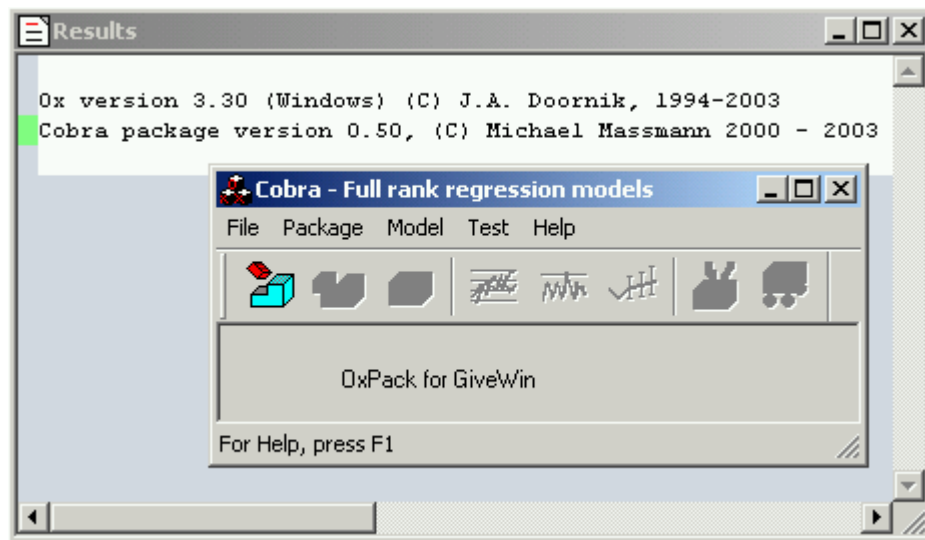 Results
Ox version 3.30 (Windows) (C) J.A. Doornik, 1994-2003
Cobra package version 0.50, (C) Michael Massmann 2000 - 2003
Cobra - Full rank regression models
File Package Model Test Help
OxPack for GiveWin
For Help, press F1